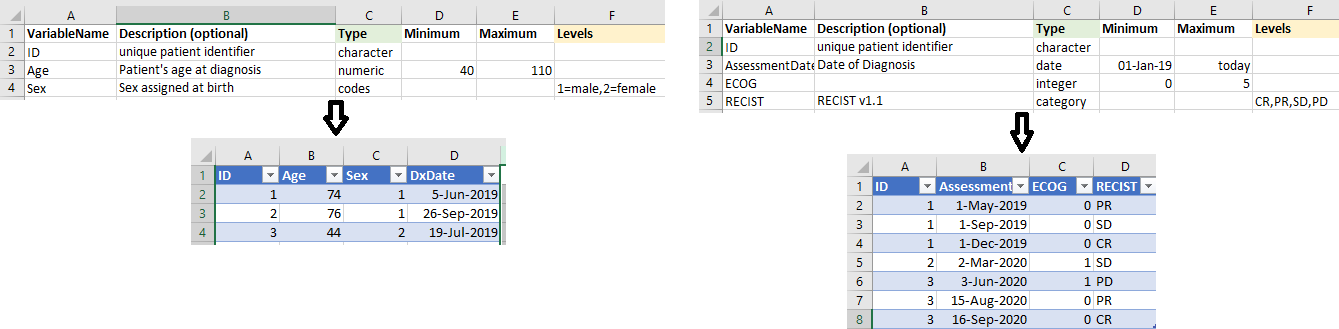 A B C D E F
1 VariableName Description (optional) Type Minimum Maximum Levels
2 ID unique patient identifier character
3 Age Patient's age at diagnosis numeric 40 110
4 Sex Sex assigned at birth codes 1=male,2=female
A B C D
1 ID Age Sex DxDate
2 1 74 1 5-Jun-2019
3 2 76 1 26-Sep-2019
4 3 44 2 19-Jul-2019
A B C D E F
1 VariableName Description (optional) Type Minimum Maximum Levels
2 ID unique patient identifier character
3 AssessmentDate Date of Diagnosis date 01-Jan-19 today
4 ECOG integer 0 5
5 RECIST RECIST v1.1 category CR,PR,SD,PD
A B C D
1 ID Assessment ECOG RECIST
2 1 1-May-2019 0 PR
3 1 1-Sep-2019 0 SD
4 1 1-Dec-2019 0 CR
5 2 2-Mar-2020 1 SD
6 3 3-Jun-2020 1 PD
7 3 15-Aug-2020 0 PR
8 3 16-Sep-2020 0 CR